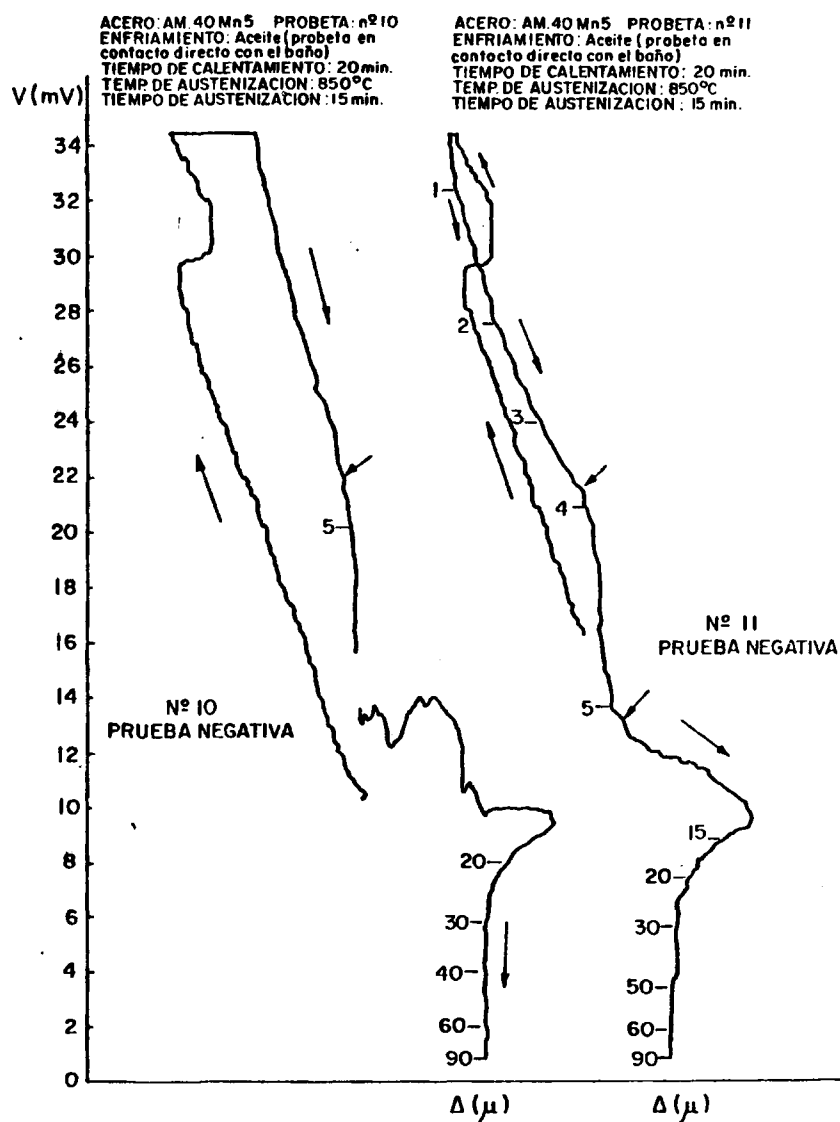 ACERO: AM.40 Mn5 PROBETA: nº10
ENFRIAMIENTO: Aceite (probeta en
contacto directo con el baño)
TIEMPO DE CALENTAMIENTO: 20 min.
TEMP. DE AUSTENIZACION: 850ºC
TIEMPO DE AUSTENIZACION: 15 min.
ACERO: AM.40 Mn5 PROBETA: nº11
ENFRIAMIENTO: Aceite (probeta en
contacto directo con el baño)
TIEMPO DE CALENTAMIENTO: 20 min.
TEMP. DE AUSTENIZACION: 850ºC
TIEMPO DE AUSTENIZACION: 15 min.
V (mV)
34
32
30
28
26
24
22
20
18
16
14
12
10
8
6
4
2
0
5
Nº 10
PRUEBA NEGATIVA
20
30
40
60
90
1
2
3
4
5
Nº 11
PRUEBA NEGATIVA
15
20
30
50
60
90
Δ (μ)
Δ (μ)